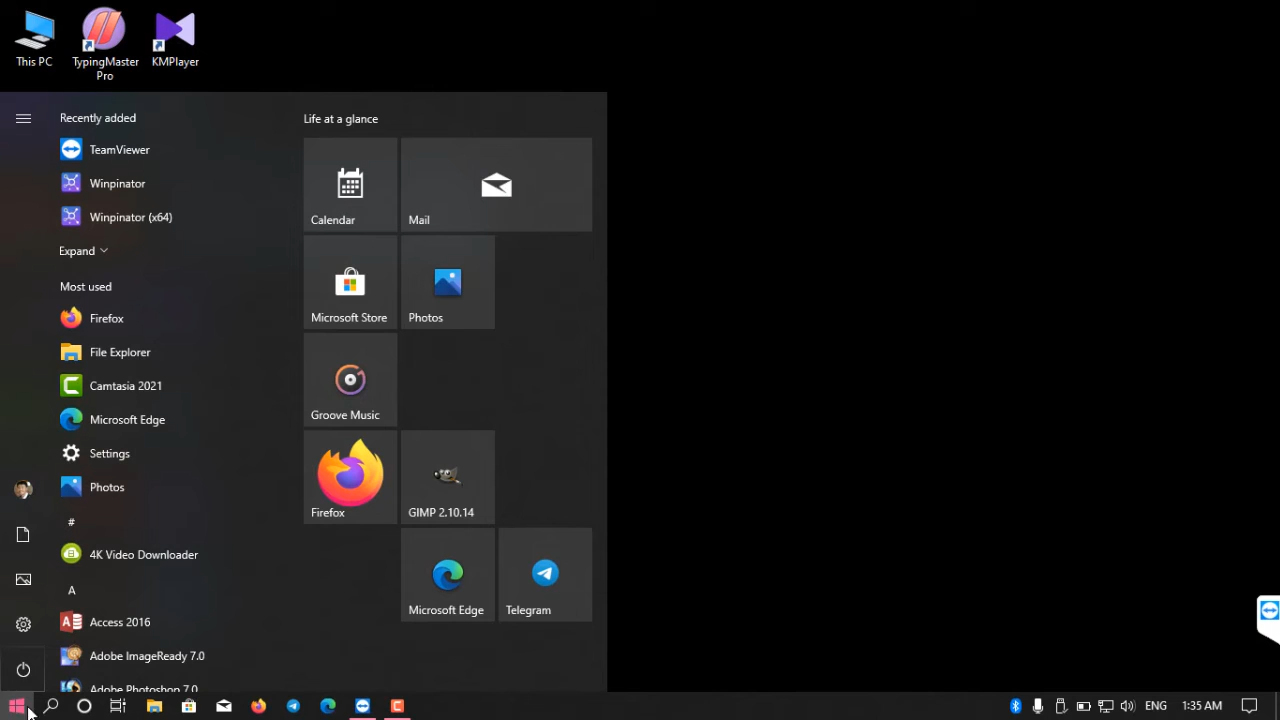 This PC
TypingMaster
Pro
KMPlayer
Recently added
TeamViewer
Winpinator
Winpinator (x64)
Expand
Most used
Firefox
File Explorer
Camtasia 2021
Microsoft Edge
Settings
Photos
#
4K Video Downloader
A
Access 2016
Adobe ImageReady 7.0
Adobe Photoshop 7.0
Life at a glance
Calendar
Mail
Microsoft Store
Photos
Groove Music
Firefox
GIMP 2.10.14
Microsoft Edge
Telegram
ENG
1:35 AM